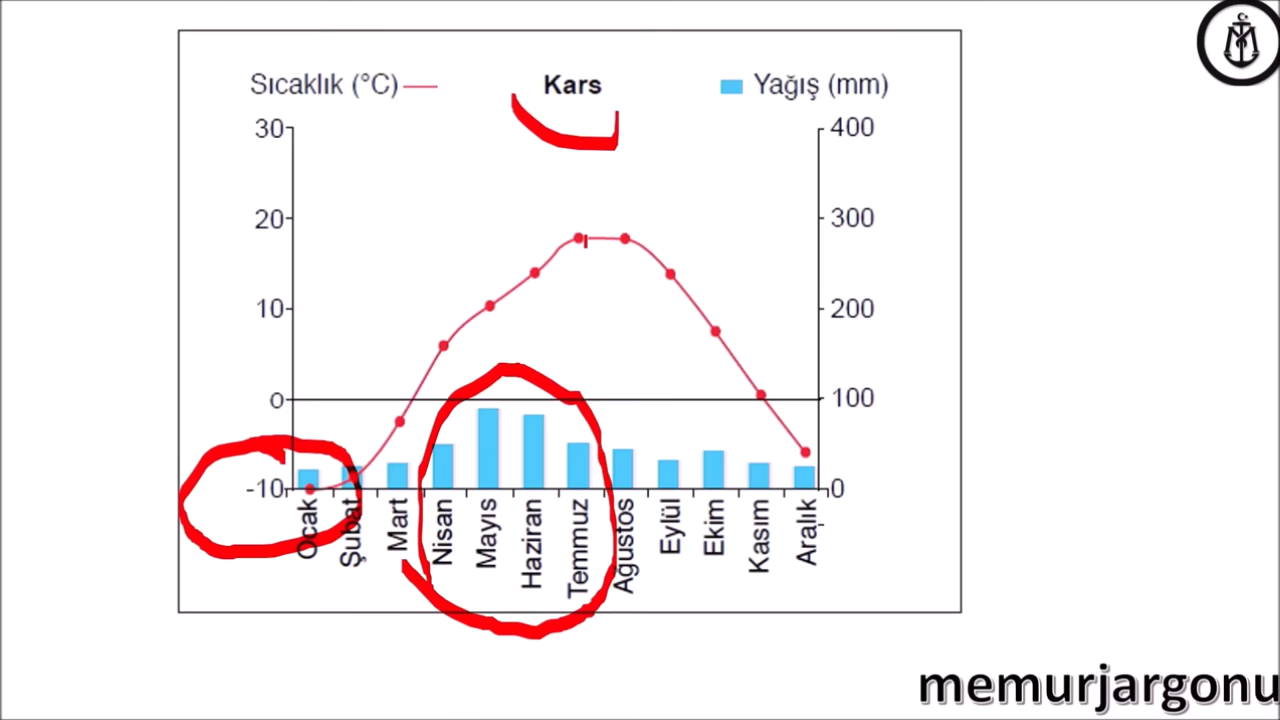 Sıcaklık (°C) Kars Yağış (mm)
30 400
20 300
10 200
0 100
-10 0
Ocak Şubat Mart Nisan Mayıs Haziran Temmuz Ağustos Eylül Ekim Kasım Aralık
memurjargonu